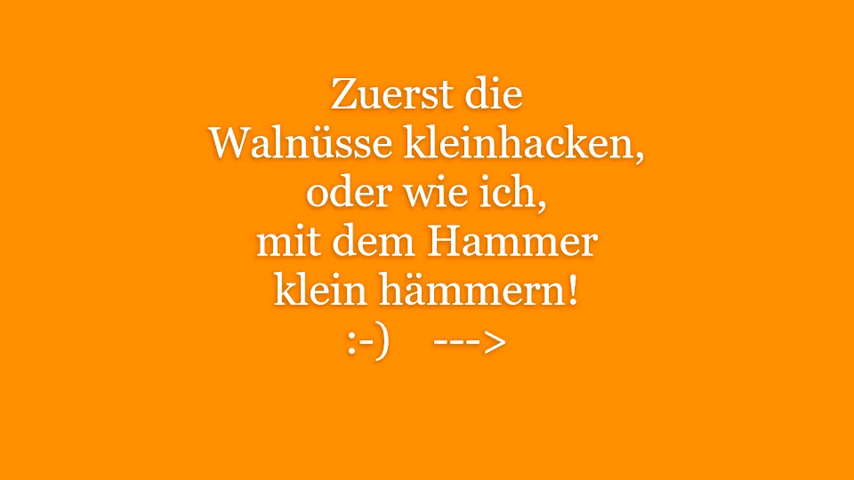 Zuerst die
Walnüsse kleinhacken,
oder wie ich,
mit dem Hammer
klein hämmern!
:-) --->